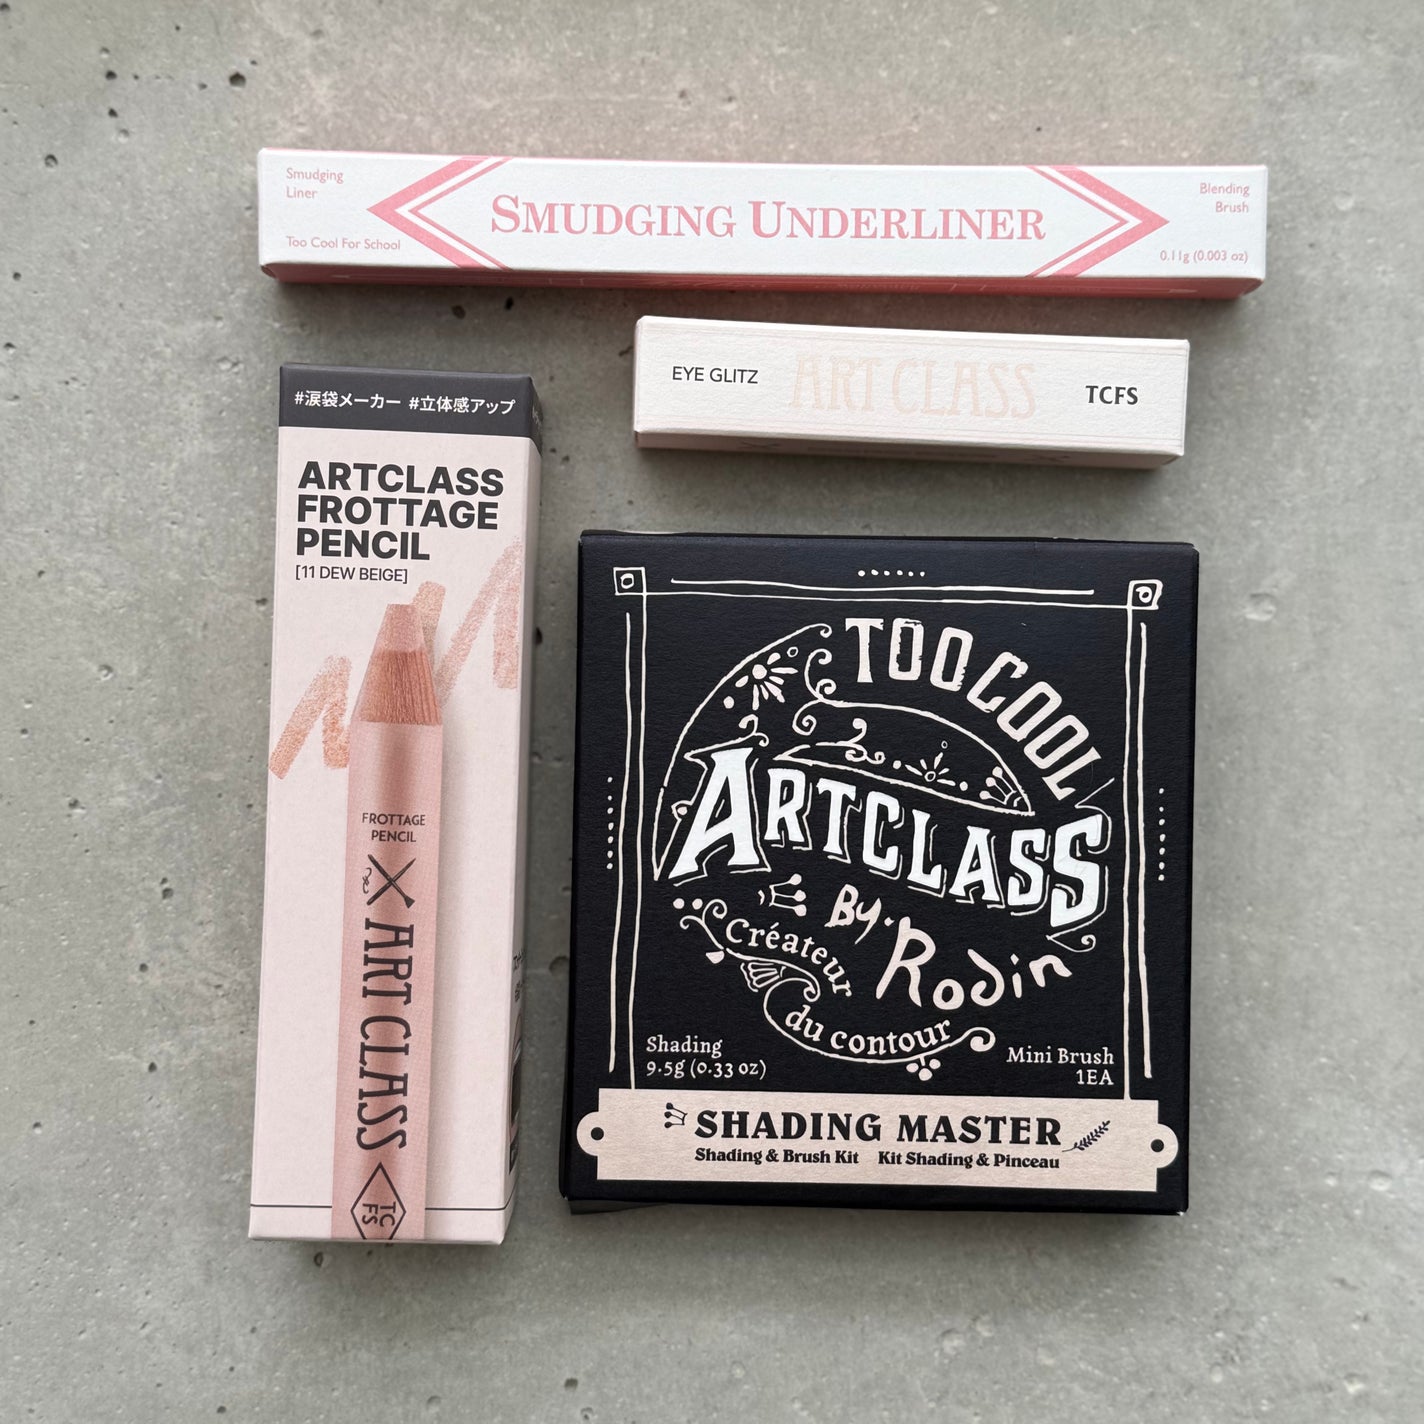 Smudging
Liner
Too Cool For School
SMUDGING UNDERLINER
Blending
Brush
0.11g (0.003 oz)
EYE GLITZ
ART CLASS
TCFS
#涙袋メーカー #立体感アップ
ARTCLASS
FROTTAGE
PENCIL
[11 DEW BEIGE]
FROTTAGE
PENCIL
ART CLASS
TC
FS
TOO COOL
ARTCLASS
By. Rodin
Créateur
du contour
Shading
9.5g (0.33 oz)
Mini Brush
1EA
SHADING MASTER
Shading & Brush Kit Kit Shading & Pinceau